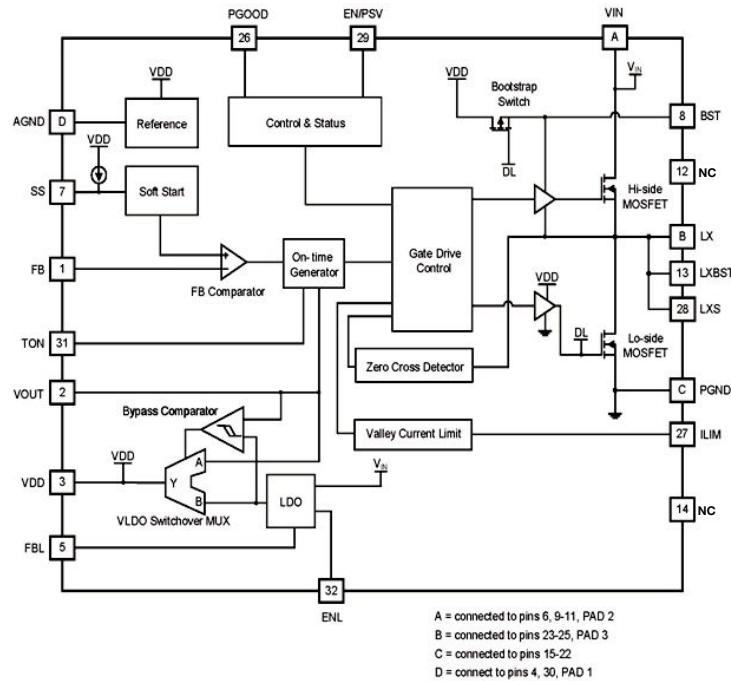 PGOOD
EN/PSV
VIN
26
29
A
VDD
VDD
Bootstrap
Switch
VIN
AGND
D
Reference
Control & Status
8
BST
VDD
DL
SS
7
Soft Start
12
NC
Hi-side
MOSFET
Gate Drive
Control
B
LX
FB
1
FB Comparator
On-time
Generator
13
LXBST
VDD
28
LXS
TON
31
DL
Lo-side
MOSFET
Zero Cross Detector
VOUT
2
C
PGND
Bypass Comparator
Valley Current Limit
27
ILIM
VDD
VIN
A
VDD
3
Y
B
LDO
14
NC
VLDO Switchover MUX
FBL
5
32
ENL
A = connected to pins 6, 9-11, PAD 2
B = connected to pins 23-25, PAD 3
C = connected to pins 15-22
D = connect to pins 4, 30, PAD 1